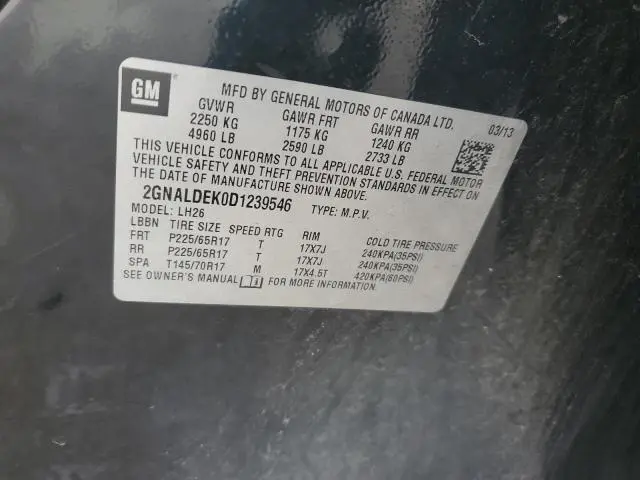 GM
MFD BY GENERAL MOTORS OF CANADA LTD.
GVWR GAWR FRT GAWR RR 03/13
2250 KG 1175 KG 1240 KG
4960 LB 2590 LB 2733 LB
THIS VEHICLE CONFORMS TO ALL APPLICABLE U.S. FEDERAL MOTOR
VEHICLE SAFETY AND THEFT PREVENTION STANDARDS IN EFFECT ON
THE DATE OF MANUFACTURE SHOWN ABOVE.
2GNALDEK0D1239546 TYPE: M.P.V.
MODEL: LH26
LBBN TIRE SIZE SPEED RTG RIM COLD TIRE PRESSURE
FRT P225/65R17 T 17X7J 240KPA(35PSI)
RR P225/65R17 T 17X7J 240KPA(35PSI)
SPA T145/70R17 M 17X4.5T 420KPA(60PSI)
SEE OWNER'S MANUAL FOR MORE INFORMATION.